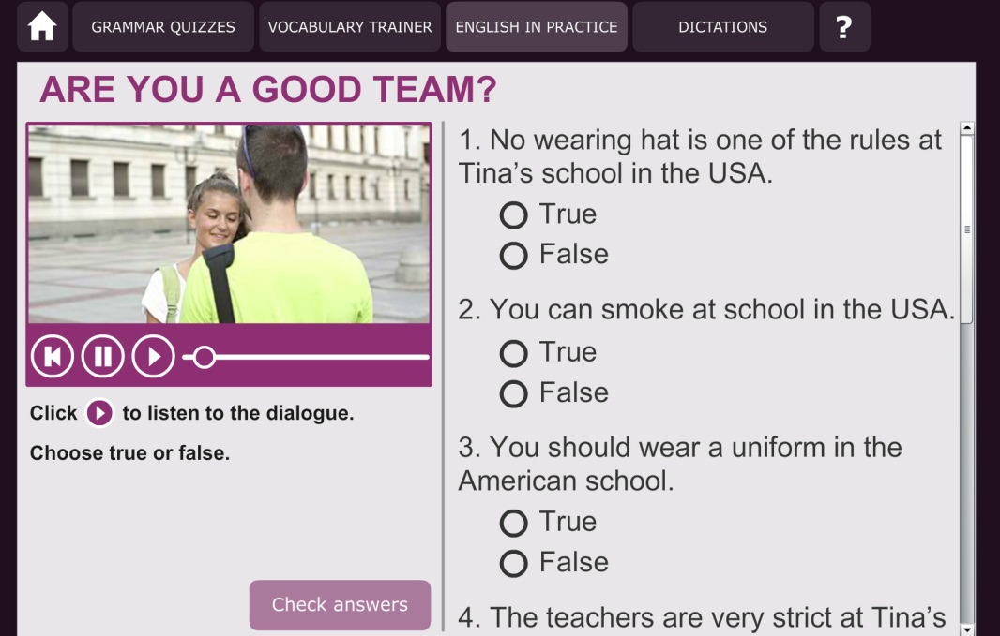 GRAMMAR QUIZZES
VOCABULARY TRAINER
ENGLISH IN PRACTICE
DICTATIONS
?
ARE YOU A GOOD TEAM?
Click to listen to the dialogue.
Choose true or false.
Check answers
1. No wearing hat is one of the rules at
Tina’s school in the USA.
True
False
2. You can smoke at school in the USA.
True
False
3. You should wear a uniform in the
American school.
True
False
4. The teachers are very strict at Tina’s